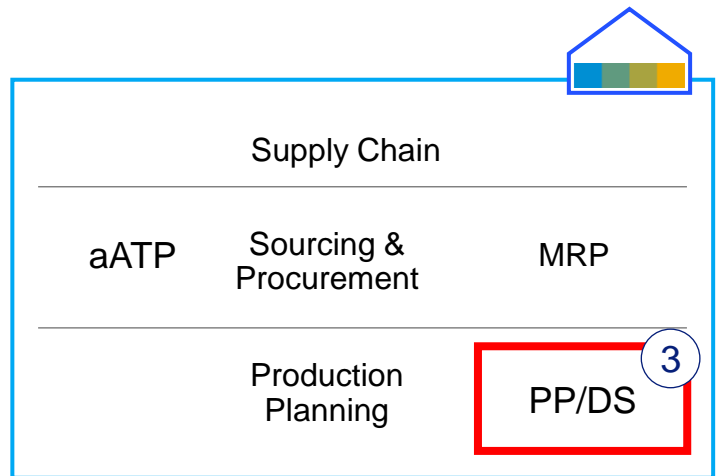 Supply Chain
aATP
Sourcing &
Procurement
MRP
Production
Planning
3
PP/DS